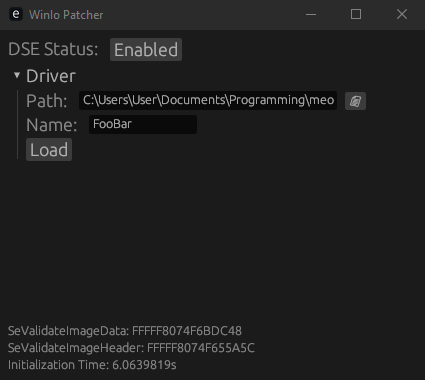 e WinIo Patcher
DSE Status: Enabled
Driver
Path: C:\Users\User\Documents\Programming\meo
Name: FooBar
Load
SeValidateImageData: FFFFF8074F6BDC48
SeValidateImageHeader: FFFFF8074F655A5C
Initialization Time: 6.0639819s